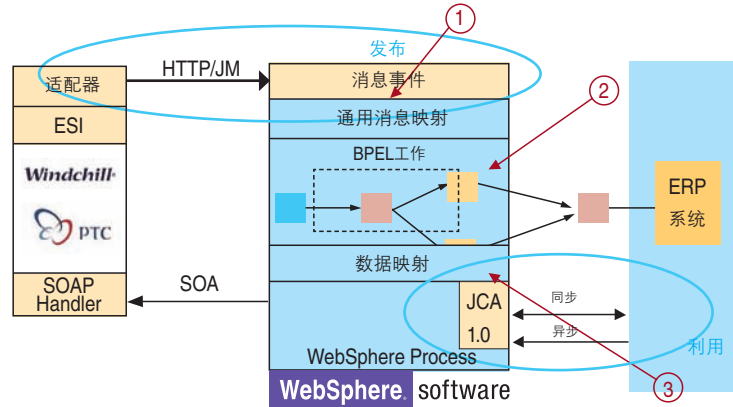 ①
发布
适配器
HTTP/JM
消息事件
ESI
通用消息映射
②
BPEL工作
Windchill
PTC
ERP
系统
数据映射
SOAP
Handler
SOA
JCA
1.0
同步
异步
利用
WebSphere Process
③
WebSphere. software